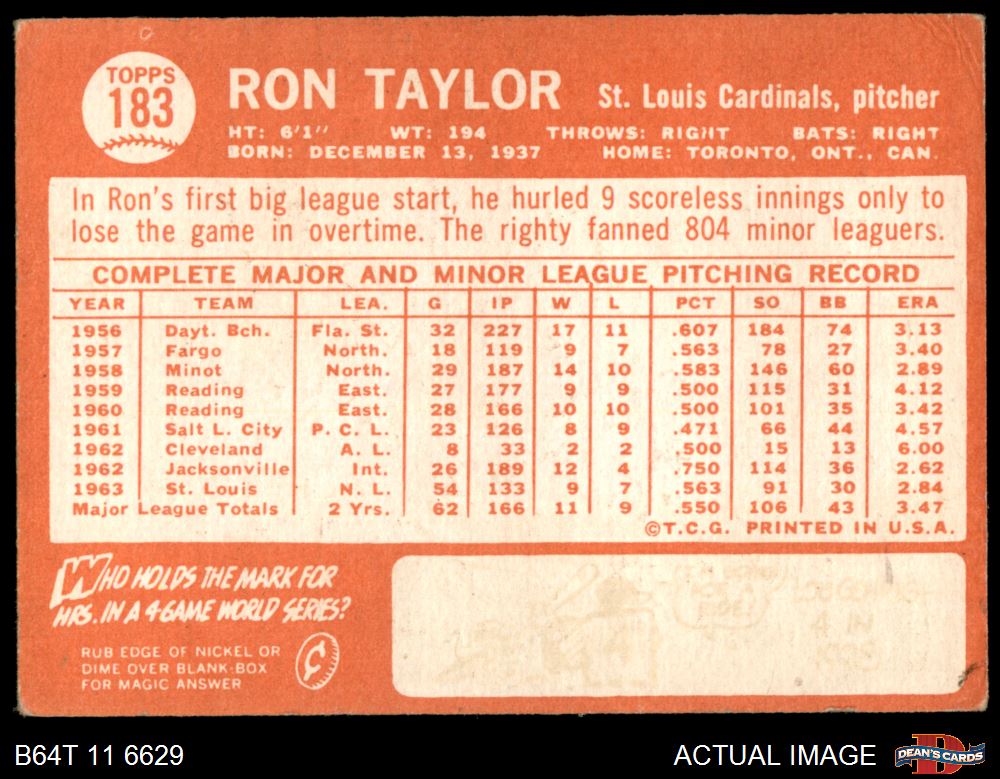 TOPPS
183
RON TAYLOR St. Louis Cardinals, pitcher
HT: 6'1" WT: 194 THROWS: RIGHT BATS: RIGHT
BORN: DECEMBER 13, 1937 HOME: TORONTO, ONT., CAN.
In Ron's first big league start, he hurled 9 scoreless innings only to
lose the game in overtime. The righty fanned 804 minor leaguers.
COMPLETE MAJOR AND MINOR LEAGUE PITCHING RECORD
YEAR TEAM LEA. G IP W L PCT SO BB ERA
1956 Dayt. Bch. Fla. St. 32 227 17 11 .607 184 74 3.13
1957 Fargo North. 18 119 9 7 .563 78 27 3.40
1958 Minot North. 29 187 14 10 .583 146 60 2.89
1959 Reading East. 27 177 9 9 .500 115 31 4.12
1960 Reading East. 28 166 10 10 .500 101 35 3.42
1961 Salt L. City P. C. L. 23 126 8 9 .471 66 44 4.57
1962 Cleveland A. L. 8 33 2 2 .500 15 13 6.00
1962 Jacksonville Int. 26 189 12 4 .750 114 36 2.62
1963 St. Louis N. L. 54 133 9 7 .563 91 30 2.84
Major League Totals 2 Yrs. 62 166 11 9 .550 106 43 3.47
©T.C.G. PRINTED IN U.S.A.
WHO HOLDS THE MARK FOR
HRS. IN A 4-GAME WORLD SERIES?
RUB EDGE OF NICKEL OR
DIME OVER BLANK-BOX
FOR MAGIC ANSWER
¢
4 IN
B64T 11 6629 ACTUAL IMAGE DEAN'S CARDS